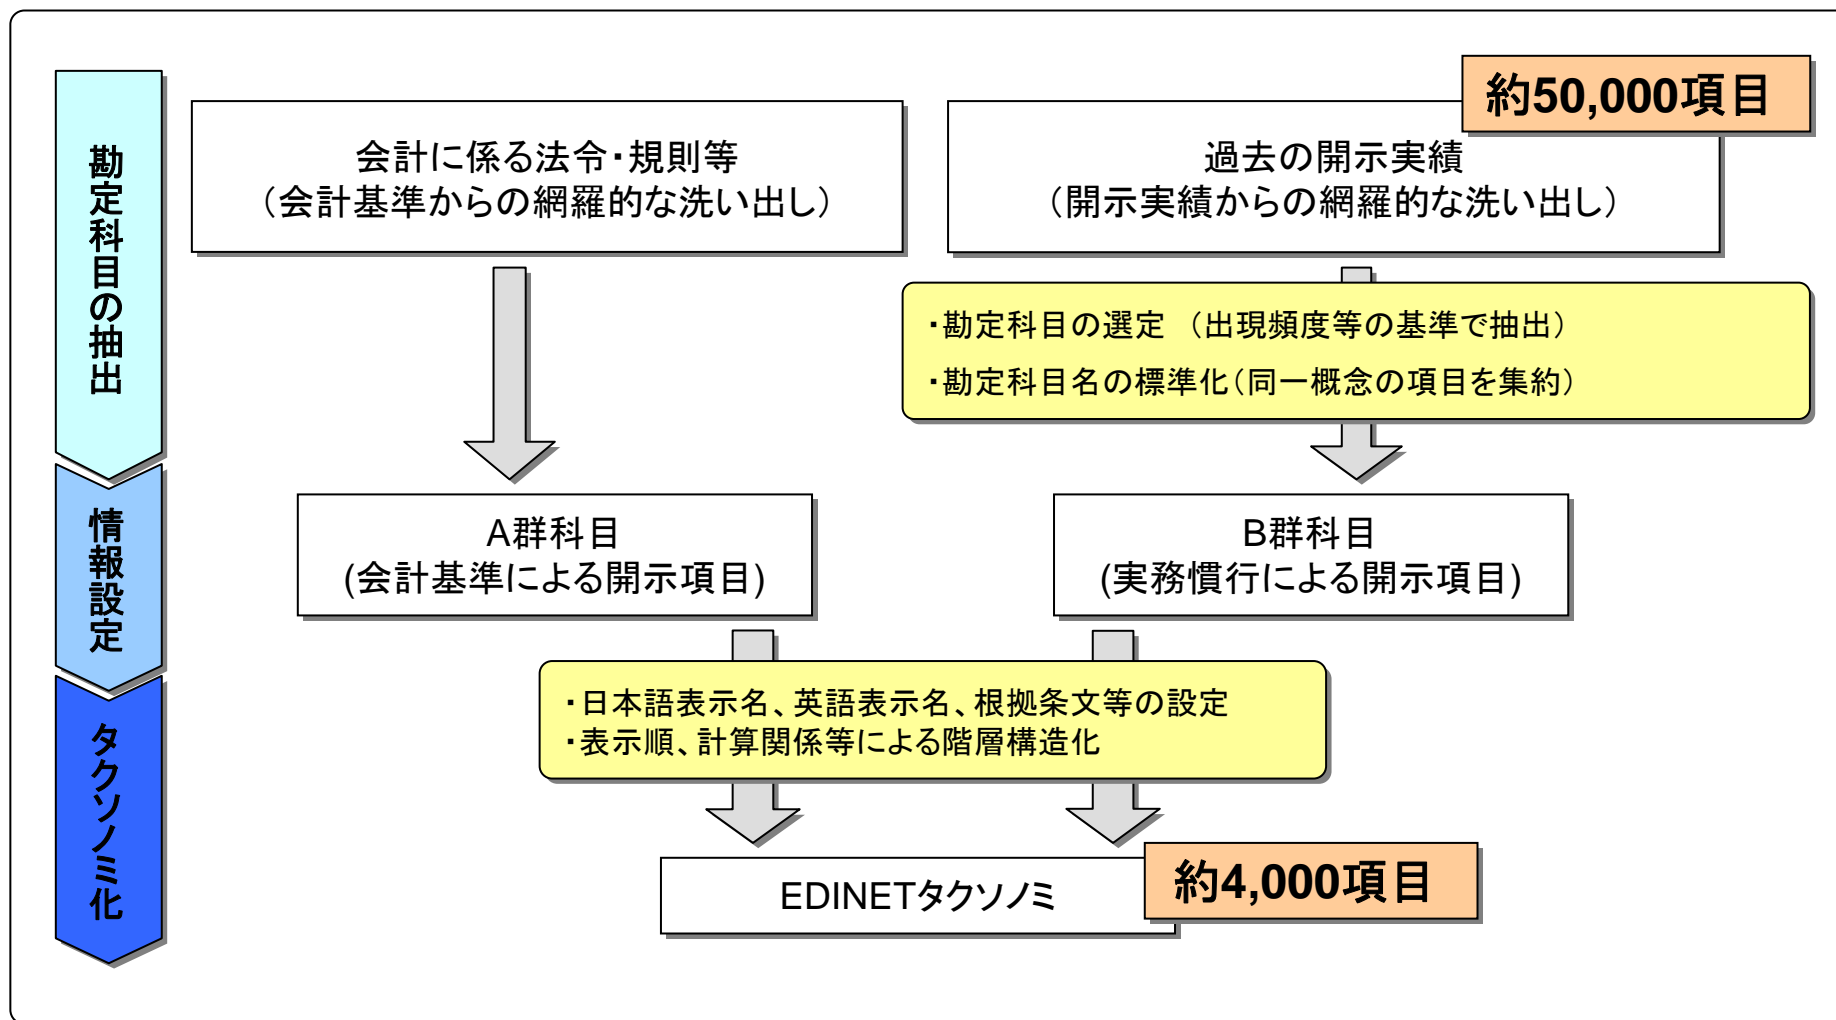 勘定科目の抽出
会計に係る法令・規則等
（会計基準からの網羅的な洗い出し）
約50,000項目
過去の開示実績
（開示実績からの網羅的な洗い出し）
・勘定科目の選定　（出現頻度等の基準で抽出）
・勘定科目名の標準化（同一概念の項目を集約）
情報設定
A群科目
(会計基準による開示項目)
B群科目
(実務慣行による開示項目)
・日本語表示名、英語表示名、根拠条文等の設定
・表示順、計算関係等による階層構造化
タクソノミ化
EDINETタクソノミ
約4,000項目